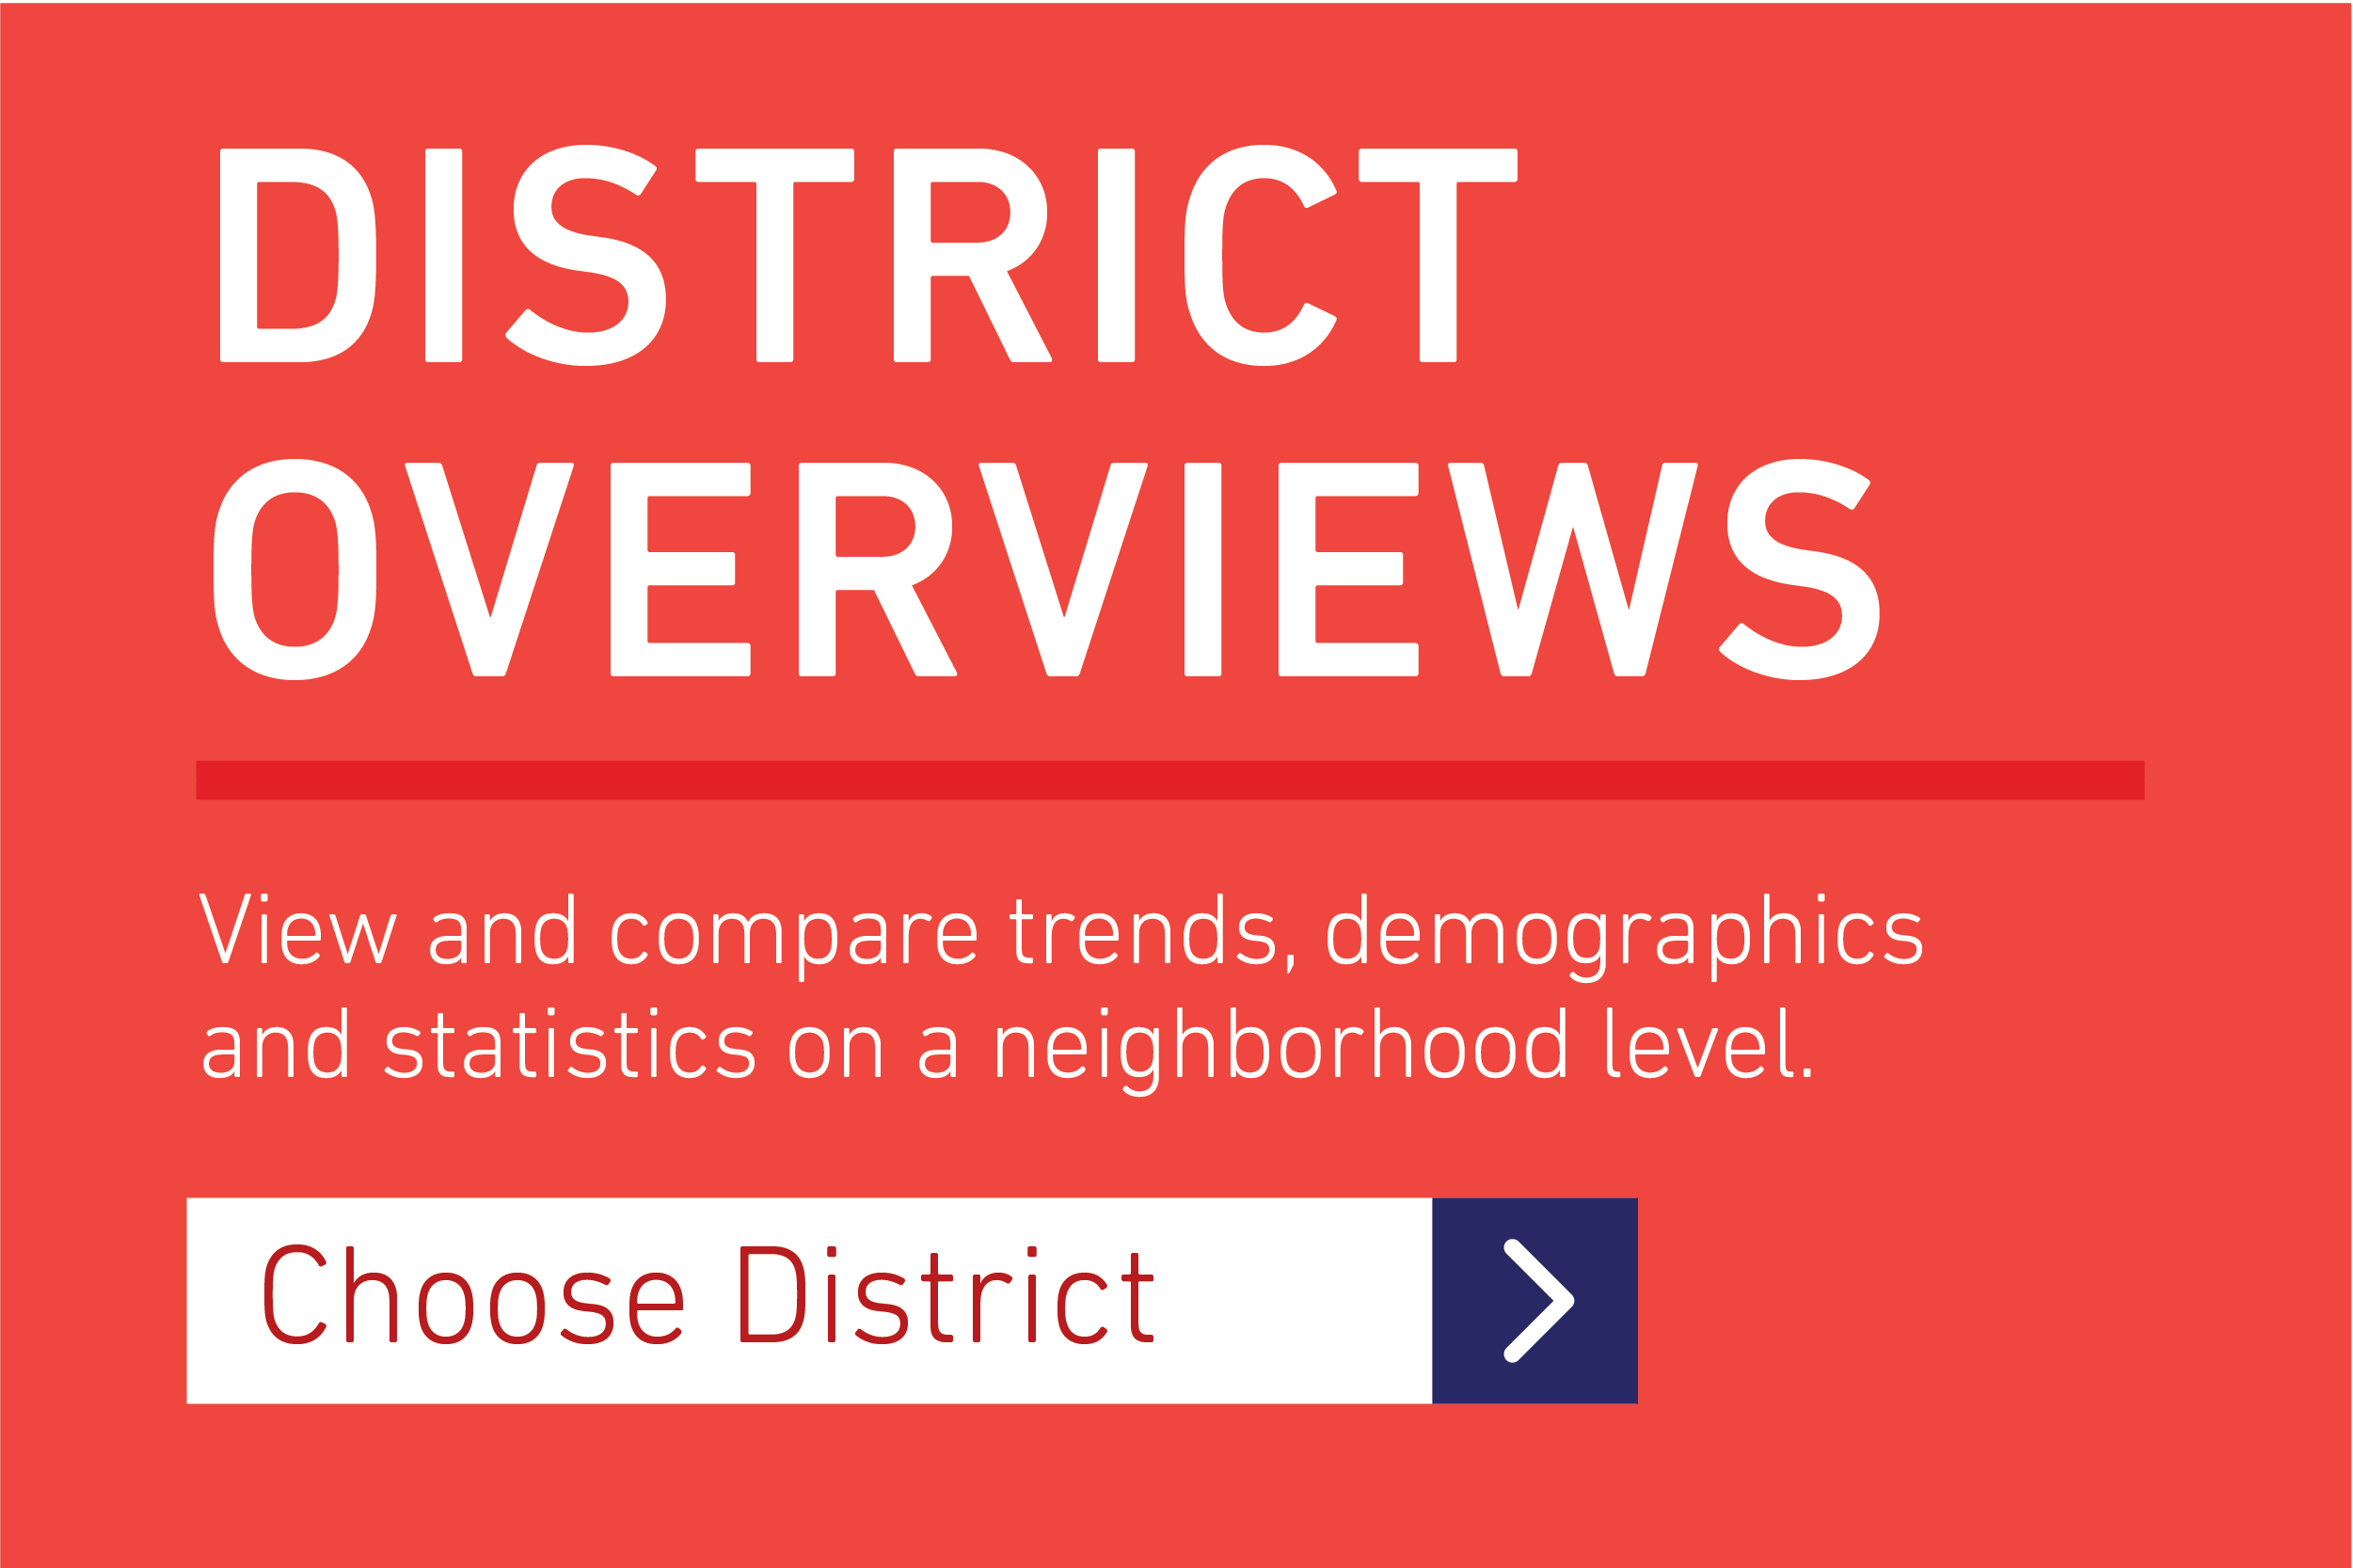 DISTRICT
OVERVIEWS
View and compare trends, demographics
and statistics on a neighborhood level.
Choose District